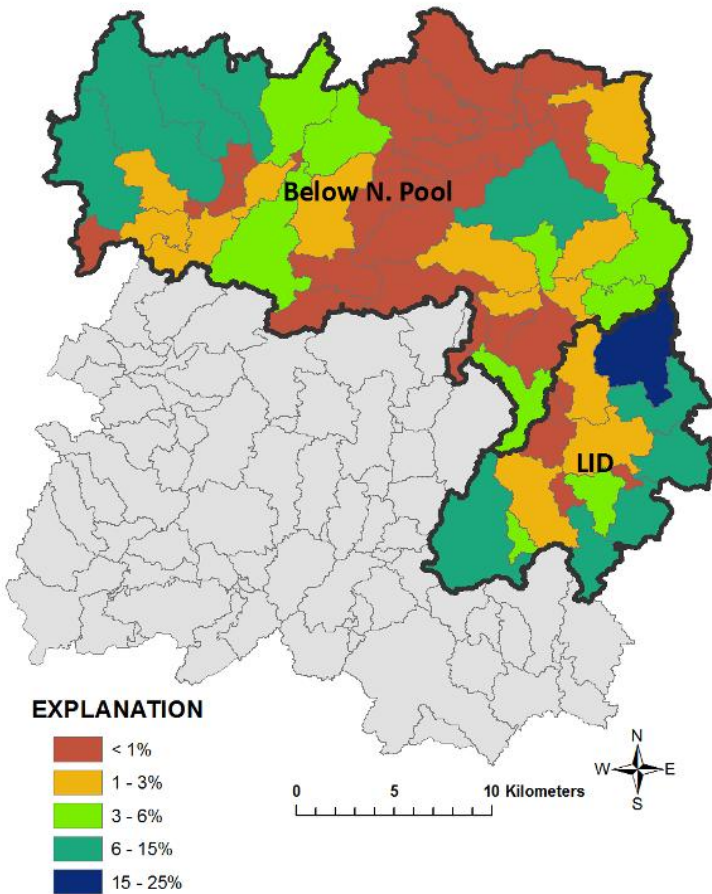 Below N. Pool
LID
EXPLANATION
< 1%
1 - 3%
3 - 6%
6 - 15%
15 - 25%
N
W E
S
0 5 10 Kilometers